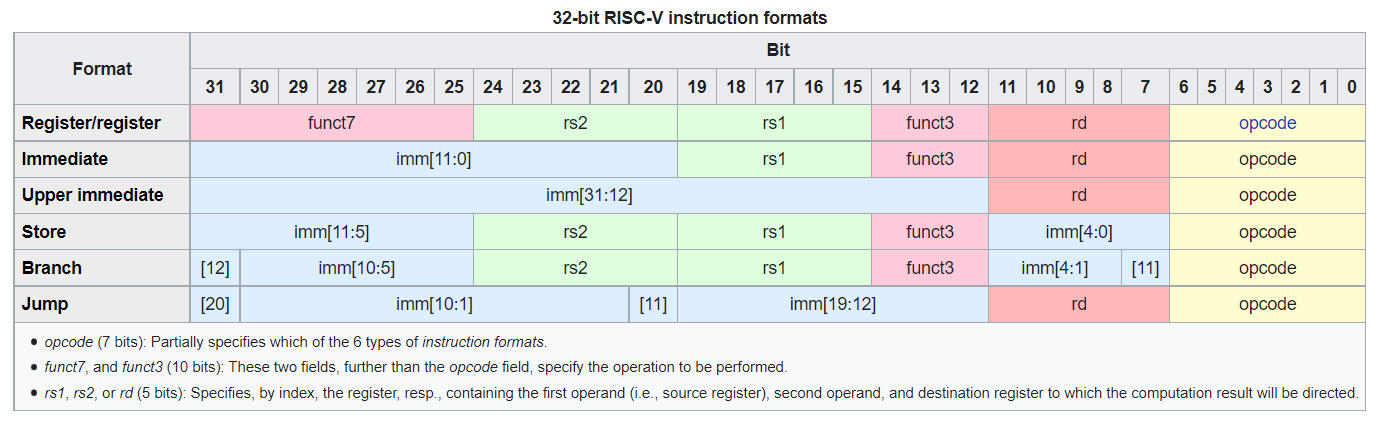 32-bit RISC-V instruction formats
Format Bit
31 30 29 28 27 26 25 24 23 22 21 20 19 18 17 16 15 14 13 12 11 10 9 8 7 6 5 4 3 2 1 0
Register/register funct7 rs2 rs1 funct3 rd opcode
Immediate imm[11:0] rs1 funct3 rd opcode
Upper immediate imm[31:12] rd opcode
Store imm[11:5] rs2 rs1 funct3 imm[4:0] opcode
Branch [12] imm[10:5] rs2 rs1 funct3 imm[4:1] [11] opcode
Jump [20] imm[10:1] [11] imm[19:12] rd opcode
• opcode (7 bits): Partially specifies which of the 6 types of instruction formats.
• funct7, and funct3 (10 bits): These two fields, further than the opcode field, specify the operation to be performed.
• rs1, rs2, or rd (5 bits): Specifies, by index, the register, resp., containing the first operand (i.e., source register), second operand, and destination register to which the computation result will be directed.